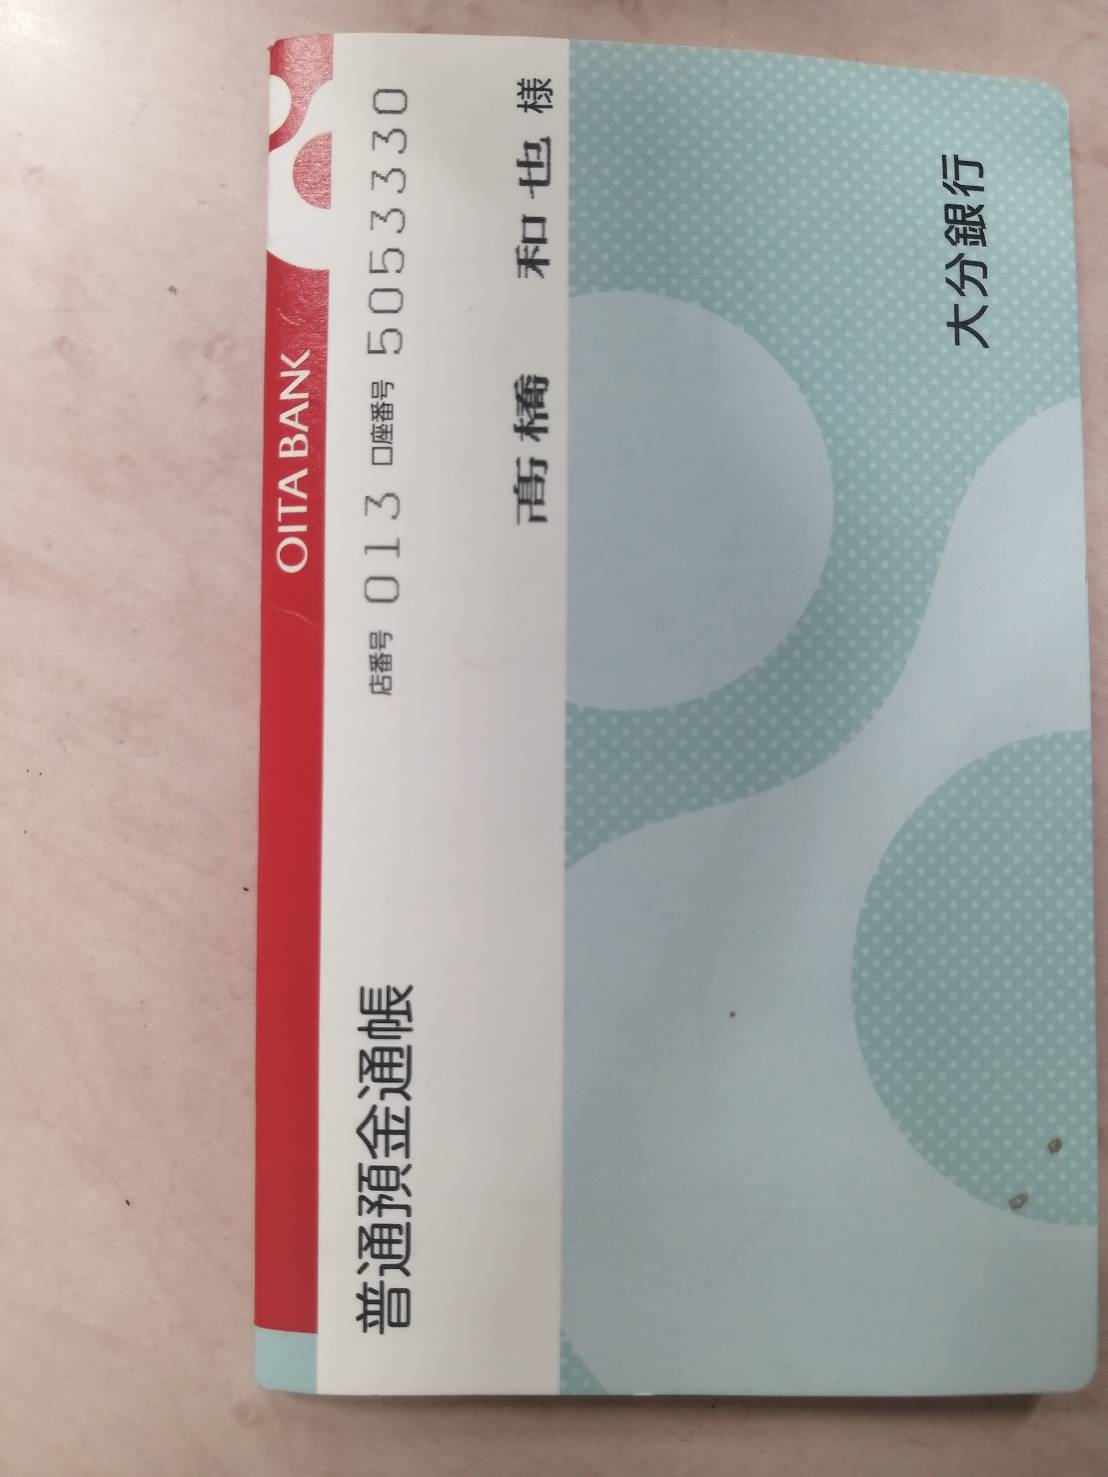 OITA BANK
普通預金通帳
店番号 013 口座番号 5053330
髙橋 和也 様
大分銀行